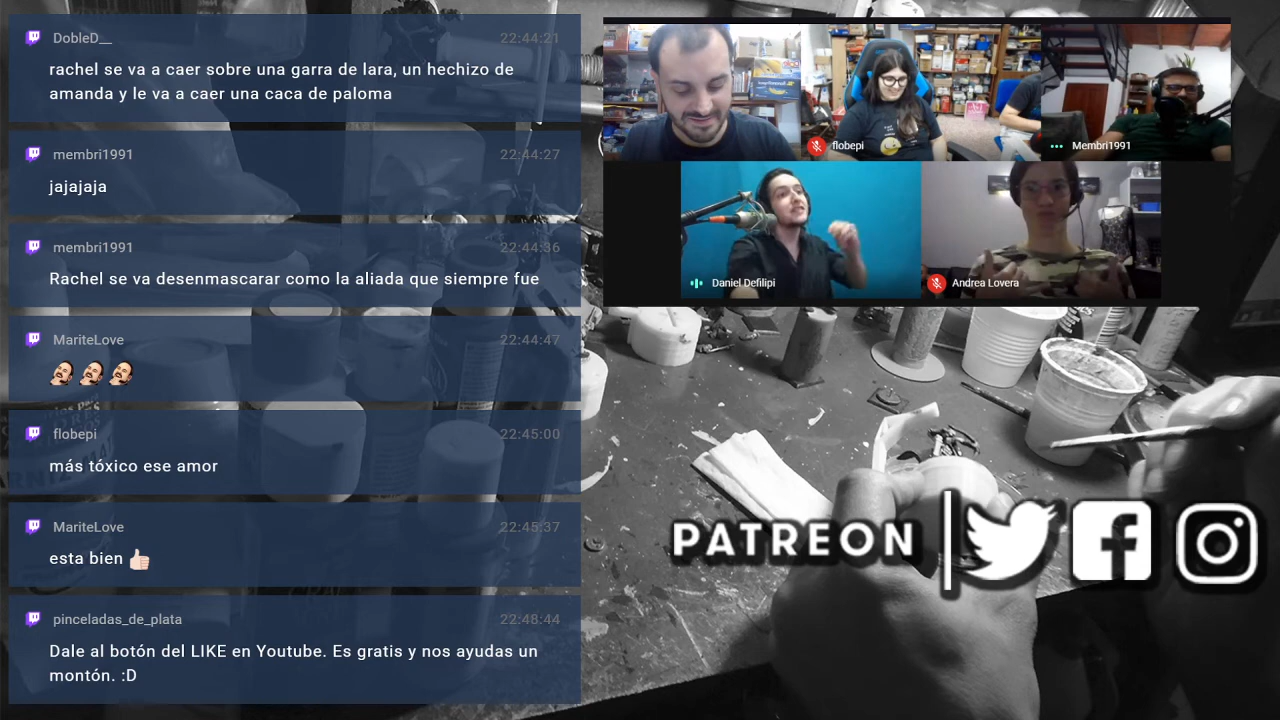 DobleD__ 22:44:21
rachel se va a caer sobre una garra de lara, un hechizo de
amanda y le va a caer una caca de paloma
membri1991 22:44:27
jajajaja
membri1991 22:44:36
Rachel se va desenmascarar como la aliada que siempre fue
MariteLove 22:44:47
flobepi 22:45:00
más tóxico ese amor
MariteLove 22:45:37
esta bien 👍🏻
pinceladas_de_plata 22:48:44
Dale al botón del LIKE en Youtube. Es gratis y nos ayudas un
montón. :D
flobepi
Membri1991
Daniel Defilipi
Andrea Lovera
PATREON